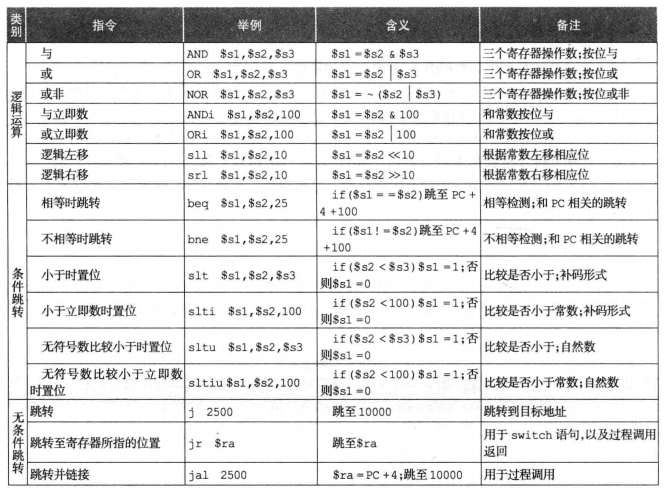 类别 指令 举例 含义 备注
逻辑运算
与 AND $s1,$s2,$s3 $s1=$s2 & $s3 三个寄存器操作数;按位与
或 OR $s1,$s2,$s3 $s1=$s2 | $s3 三个寄存器操作数;按位或
或非 NOR $s1,$s2,$s3 $s1= ~ ($s2 | $s3) 三个寄存器操作数;按位或非
与立即数 ANDi $s1,$s2,100 $s1=$s2 & 100 和常数按位与
或立即数 ORi $s1,$s2,100 $s1=$s2 | 100 和常数按位或
逻辑左移 sll $s1,$s2,10 $s1=$s2 ≪10 根据常数左移相应位
逻辑右移 srl $s1,$s2,10 $s1=$s2 ≫10 根据常数右移相应位
条件跳转
相等时跳转 beq $s1,$s2,25 if($s1==$s2)跳至 PC+
4+100 相等检测;和 PC 相关的跳转
不相等时跳转 bne $s1,$s2,25 if($s1!=$s2)跳至 PC+4
+100 不相等检测;和 PC 相关的跳转
小于时置位 slt $s1,$s2,$s3 if($s2<$s3)$s1=1;否
则$s1=0 比较是否小于;补码形式
小于立即数时置位 slti $s1,$s2,100 if($s2<100)$s1=1;否
则$s1=0 比较是否小于常数;补码形式
无符号数比较小于时置位 sltu $s1,$s2,$s3 if($s2<$s3)$s1=1;否
则$s1=0 比较是否小于;自然数
无符号数比较小于立即数
时置位 sltiu $s1,$s2,100 if($s2<100)$s1=1;否
则$s1=0 比较是否小于常数;自然数
无条件跳转
跳转 j 2500 跳至10000 跳转到目标地址
跳转至寄存器所指的位置 jr $ra 跳至$ra 用于 switch 语句,以及过程调用
返回
跳转并链接 jal 2500 $ra=PC+4;跳至 10000 用于过程调用